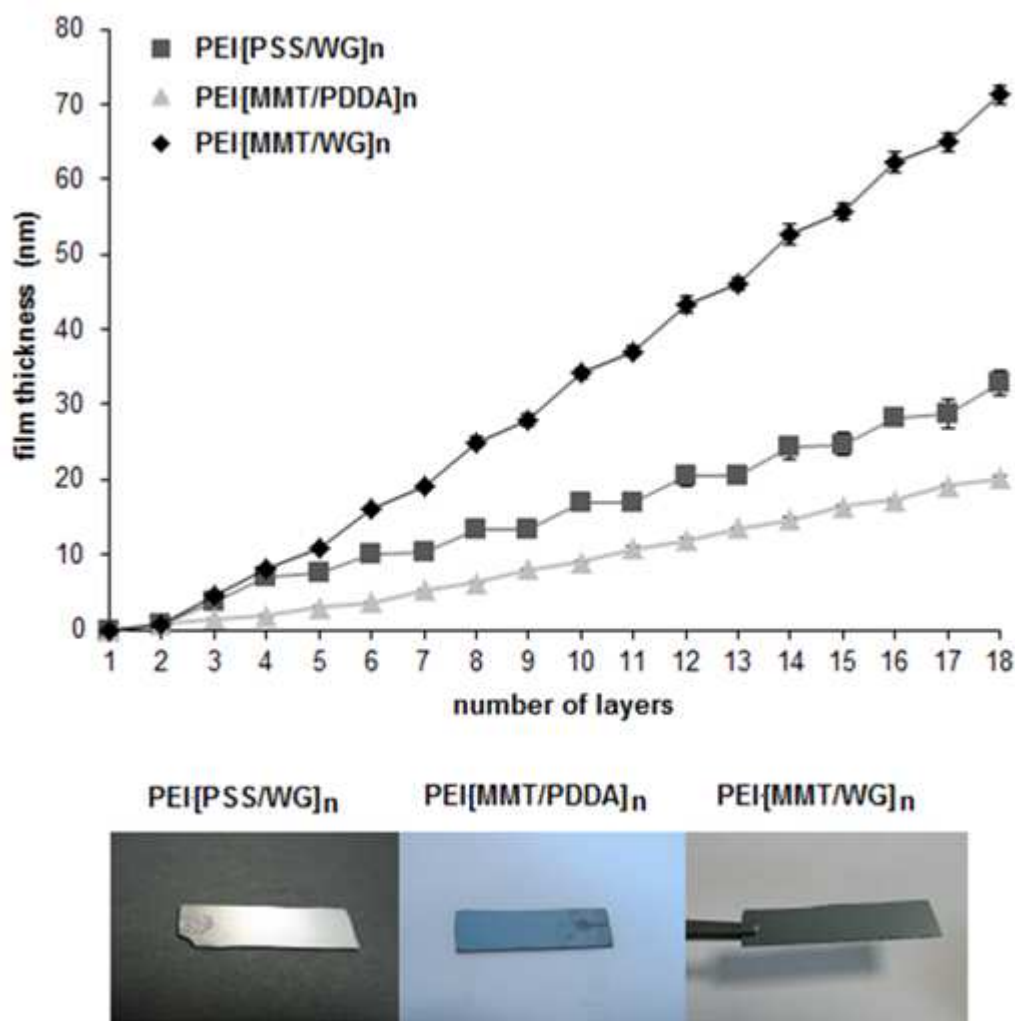 80
70
60
50
40
30
20
10
0
film thickness (nm)
PEI[PSS/WG]n
PEI[MMT/PDDA]n
PEI[MMT/WG]n
1 2 3 4 5 6 7 8 9 10 11 12 13 14 15 16 17 18
number of layers
PEI[PSS/WG]n PEI[MMT/PDDA]n PEI[MMT/WG]n